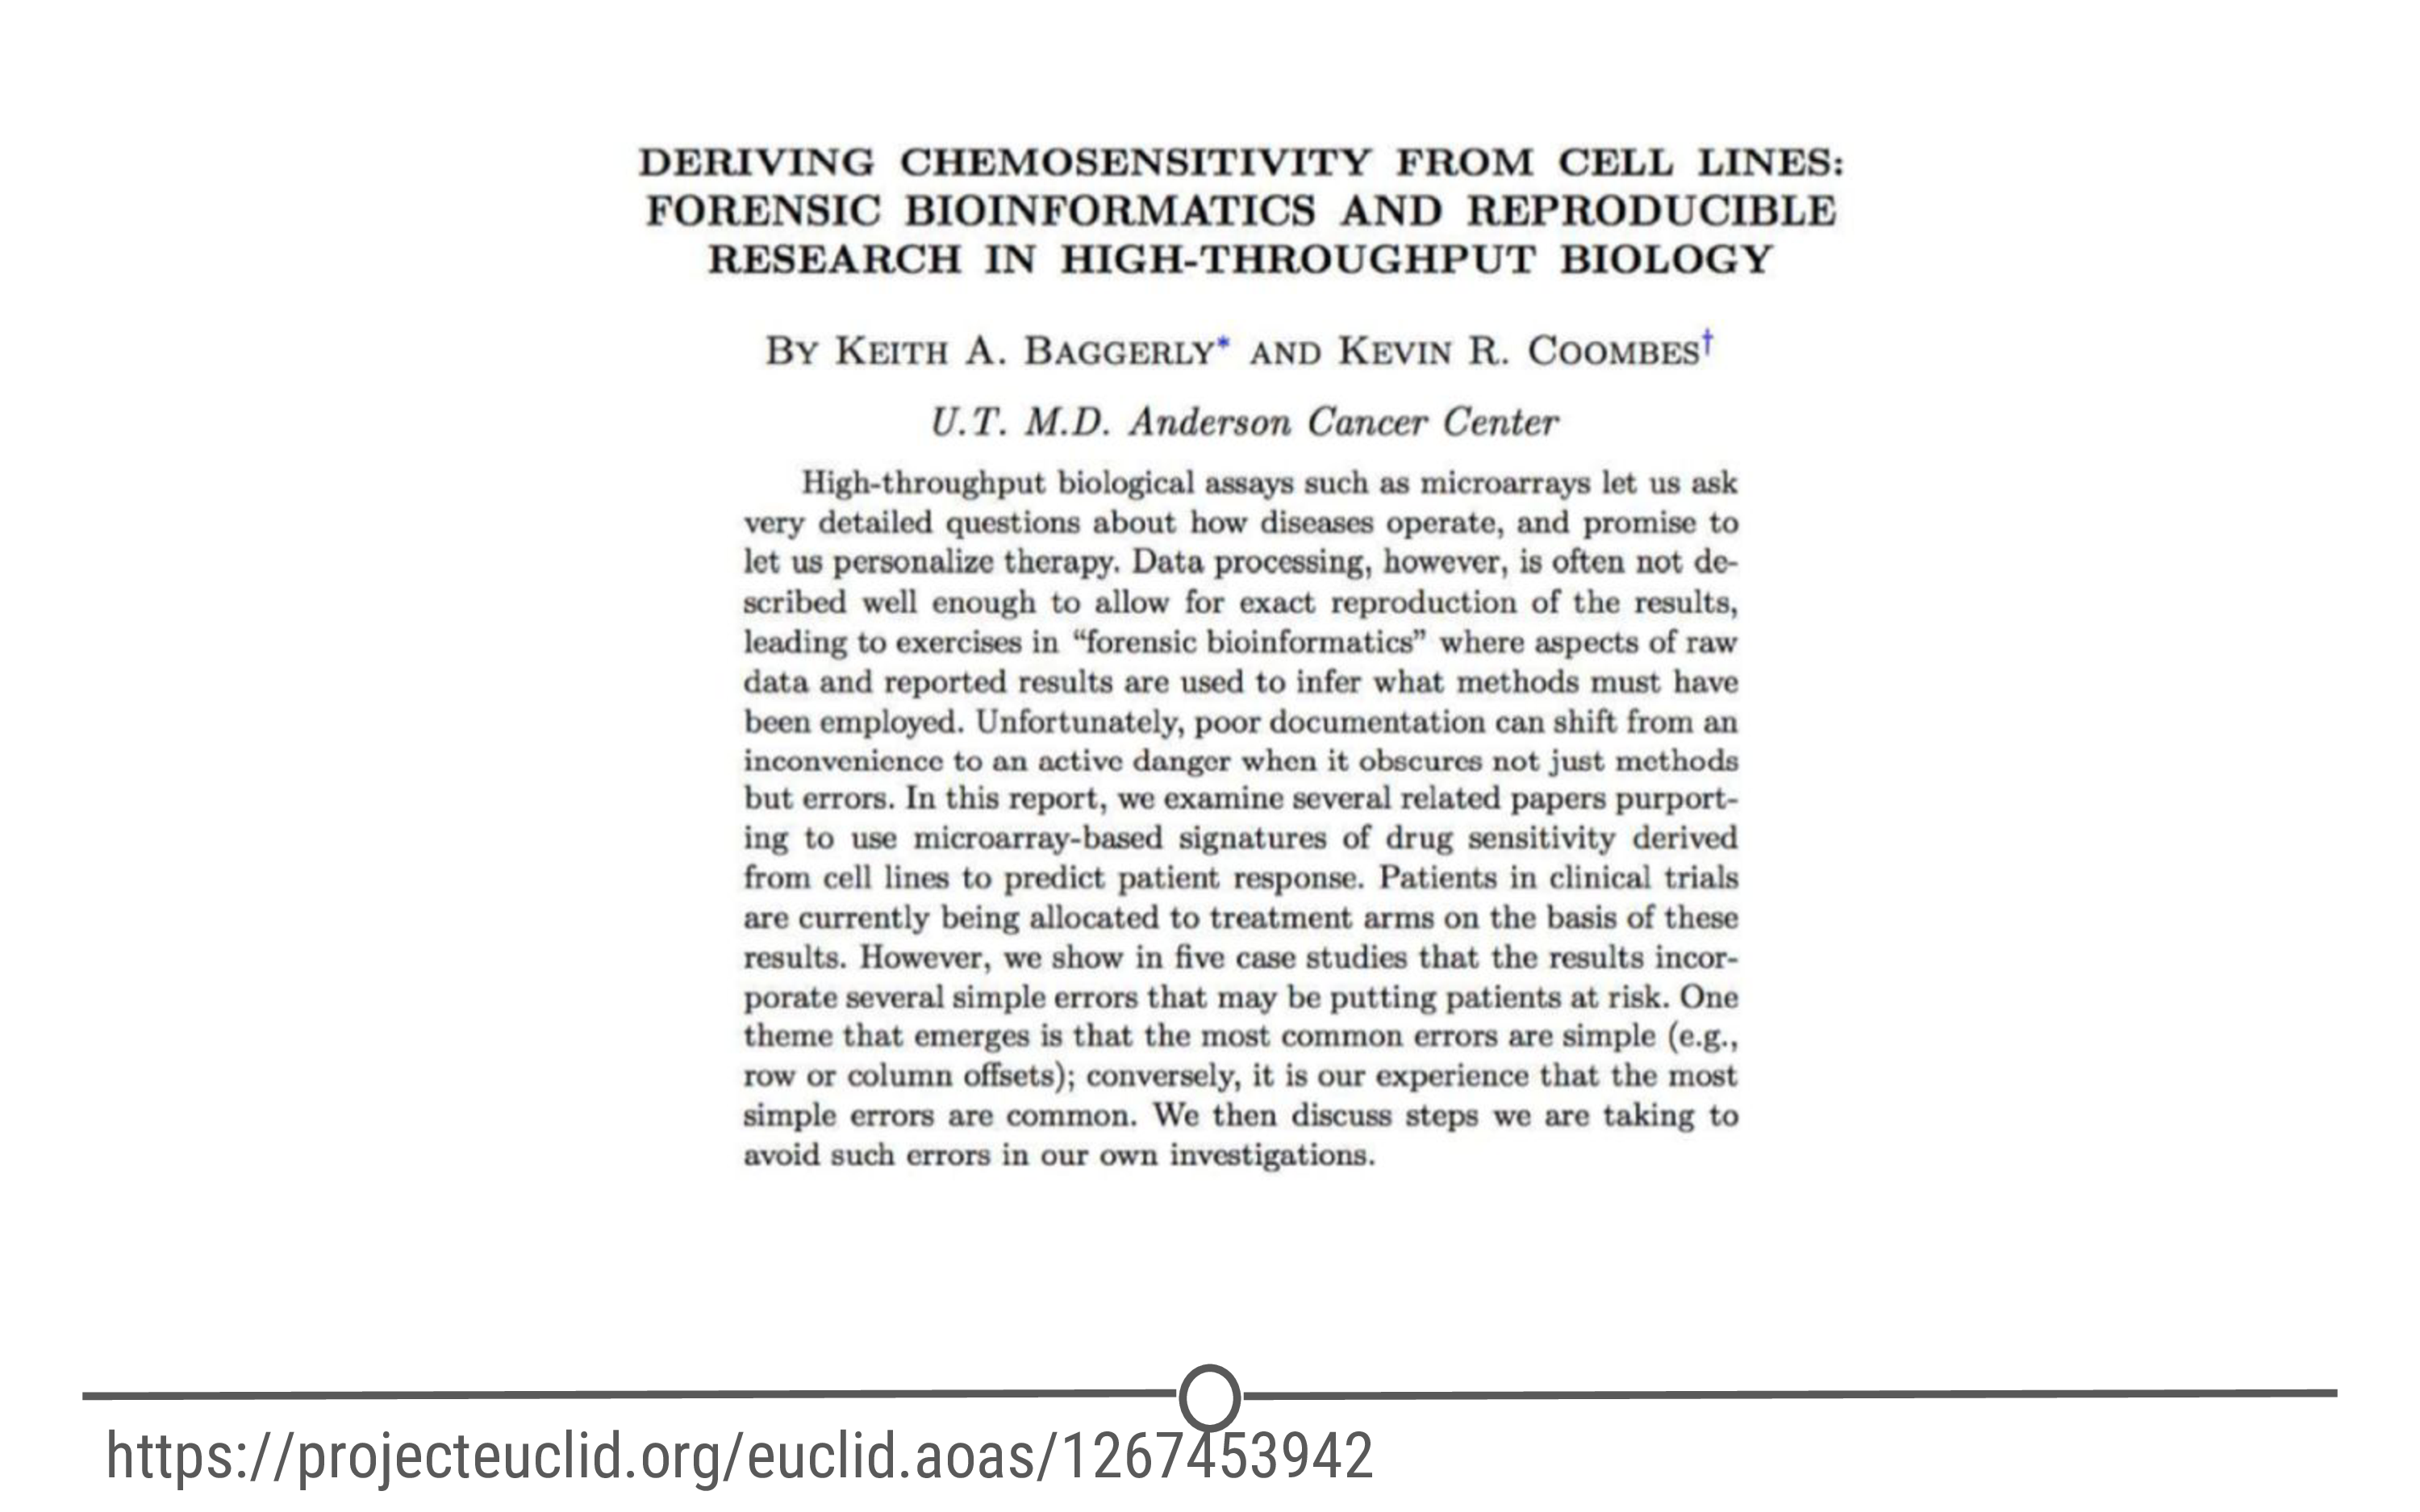 DERIVING CHEMOSENSITIVITY FROM CELL LINES:
FORENSIC BIOINFORMATICS AND REPRODUCIBLE
RESEARCH IN HIGH-THROUGHPUT BIOLOGY
BY KEITH A. BAGGERLY* AND KEVIN R. COOMBES†
U.T. M.D. Anderson Cancer Center
High-throughput biological assays such as microarrays let us ask
very detailed questions about how diseases operate, and promise to
let us personalize therapy. Data processing, however, is often not de-
scribed well enough to allow for exact reproduction of the results,
leading to exercises in “forensic bioinformatics” where aspects of raw
data and reported results are used to infer what methods must have
been employed. Unfortunately, poor documentation can shift from an
inconvenience to an active danger when it obscures not just methods
but errors. In this report, we examine several related papers purport-
ing to use microarray-based signatures of drug sensitivity derived
from cell lines to predict patient response. Patients in clinical trials
are currently being allocated to treatment arms on the basis of these
results. However, we show in five case studies that the results incor-
porate several simple errors that may be putting patients at risk. One
theme that emerges is that the most common errors are simple (e.g.,
row or column offsets); conversely, it is our experience that the most
simple errors are common. We then discuss steps we are taking to
avoid such errors in our own investigations.
https://projecteuclid.org/euclid.aoas/1267453942